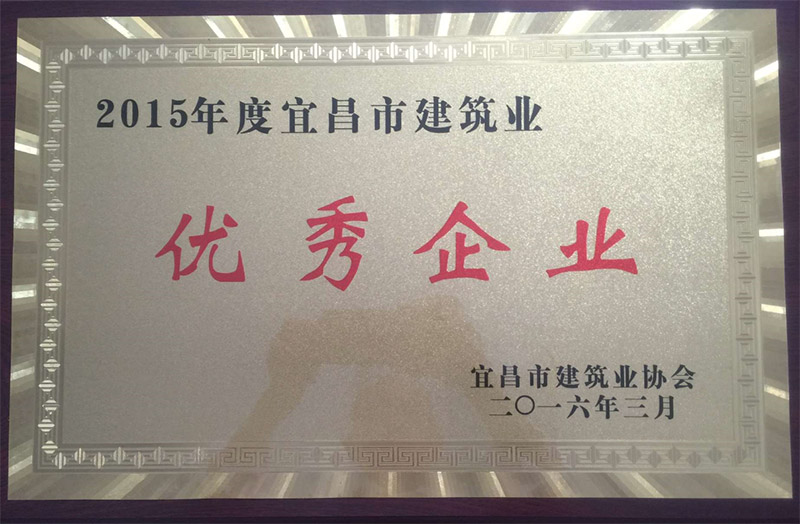 2015年度宜昌市建筑业
优秀企业
宜昌市建筑业协会
二〇一六年三月